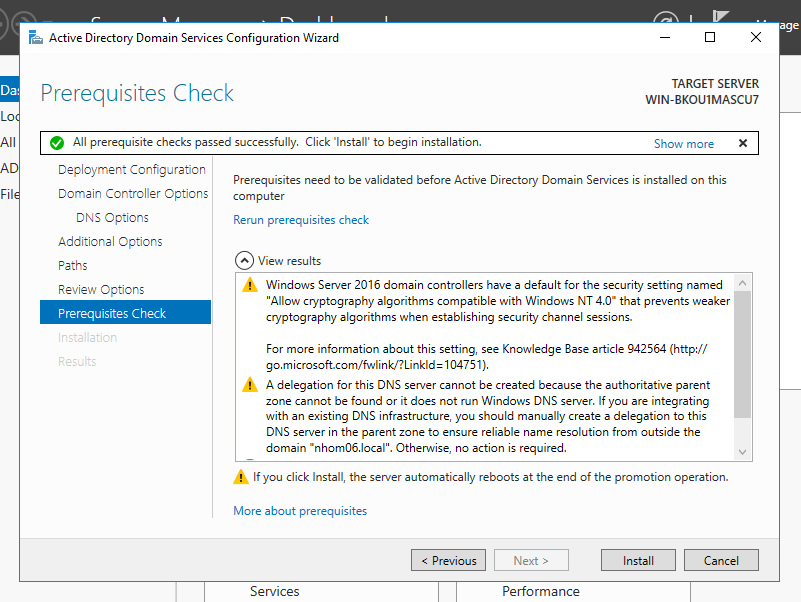 Active Directory Domain Services Configuration Wizard
Prerequisites Check
TARGET SERVER
WIN-BKOU1MASCU7
All prerequisite checks passed successfully.  Click 'Install' to begin installation.
Show more
Deployment Configuration
Domain Controller Options
DNS Options
Additional Options
Paths
Review Options
Prerequisites Check
Installation
Results
Prerequisites need to be validated before Active Directory Domain Services is installed on this
computer
Rerun prerequisites check
View results
Windows Server 2016 domain controllers have a default for the security setting named
"Allow cryptography algorithms compatible with Windows NT 4.0" that prevents weaker
cryptography algorithms when establishing security channel sessions.
For more information about this setting, see Knowledge Base article 942564 (http://
go.microsoft.com/fwlink/?LinkId=104751).
A delegation for this DNS server cannot be created because the authoritative parent
zone cannot be found or it does not run Windows DNS server. If you are integrating
with an existing DNS infrastructure, you should manually create a delegation to this
DNS server in the parent zone to ensure reliable name resolution from outside the
domain "nhom06.local". Otherwise, no action is required.
If you click Install, the server automatically reboots at the end of the promotion operation.
More about prerequisites
< Previous
Next >
Install
Cancel
Das
Loc
All
AD
File
Services
Performance